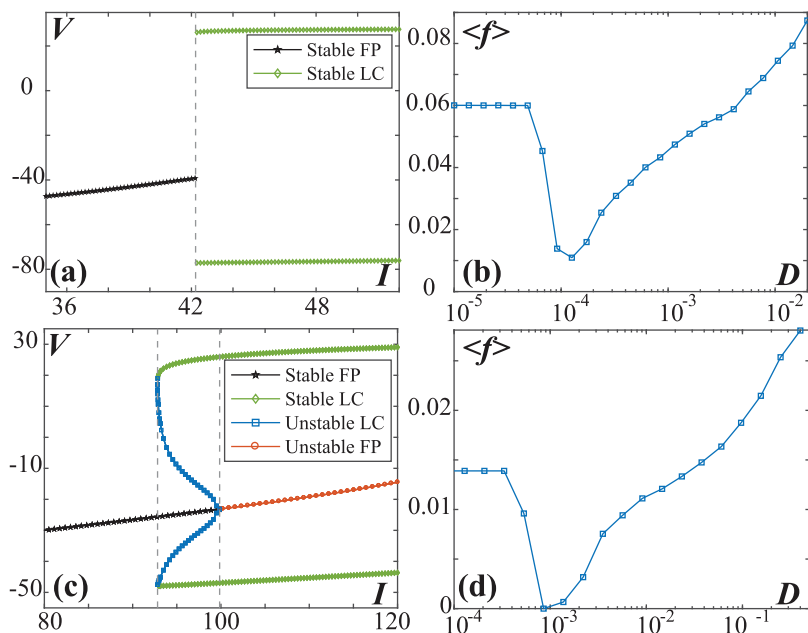 V
Stable FP
Stable LC
0
-40
-80
(a)
I
36
42
48
<f>
0.08
0.06
0.04
0.02
0
(b)
D
10-5
10-4
10-3
10-2
V
30
-10
-50
Stable FP
Stable LC
Unstable LC
Unstable FP
(c)
I
80
100
120
<f>
0.02
0.01
0
(d)
D
10-4
10-3
10-2
10-1